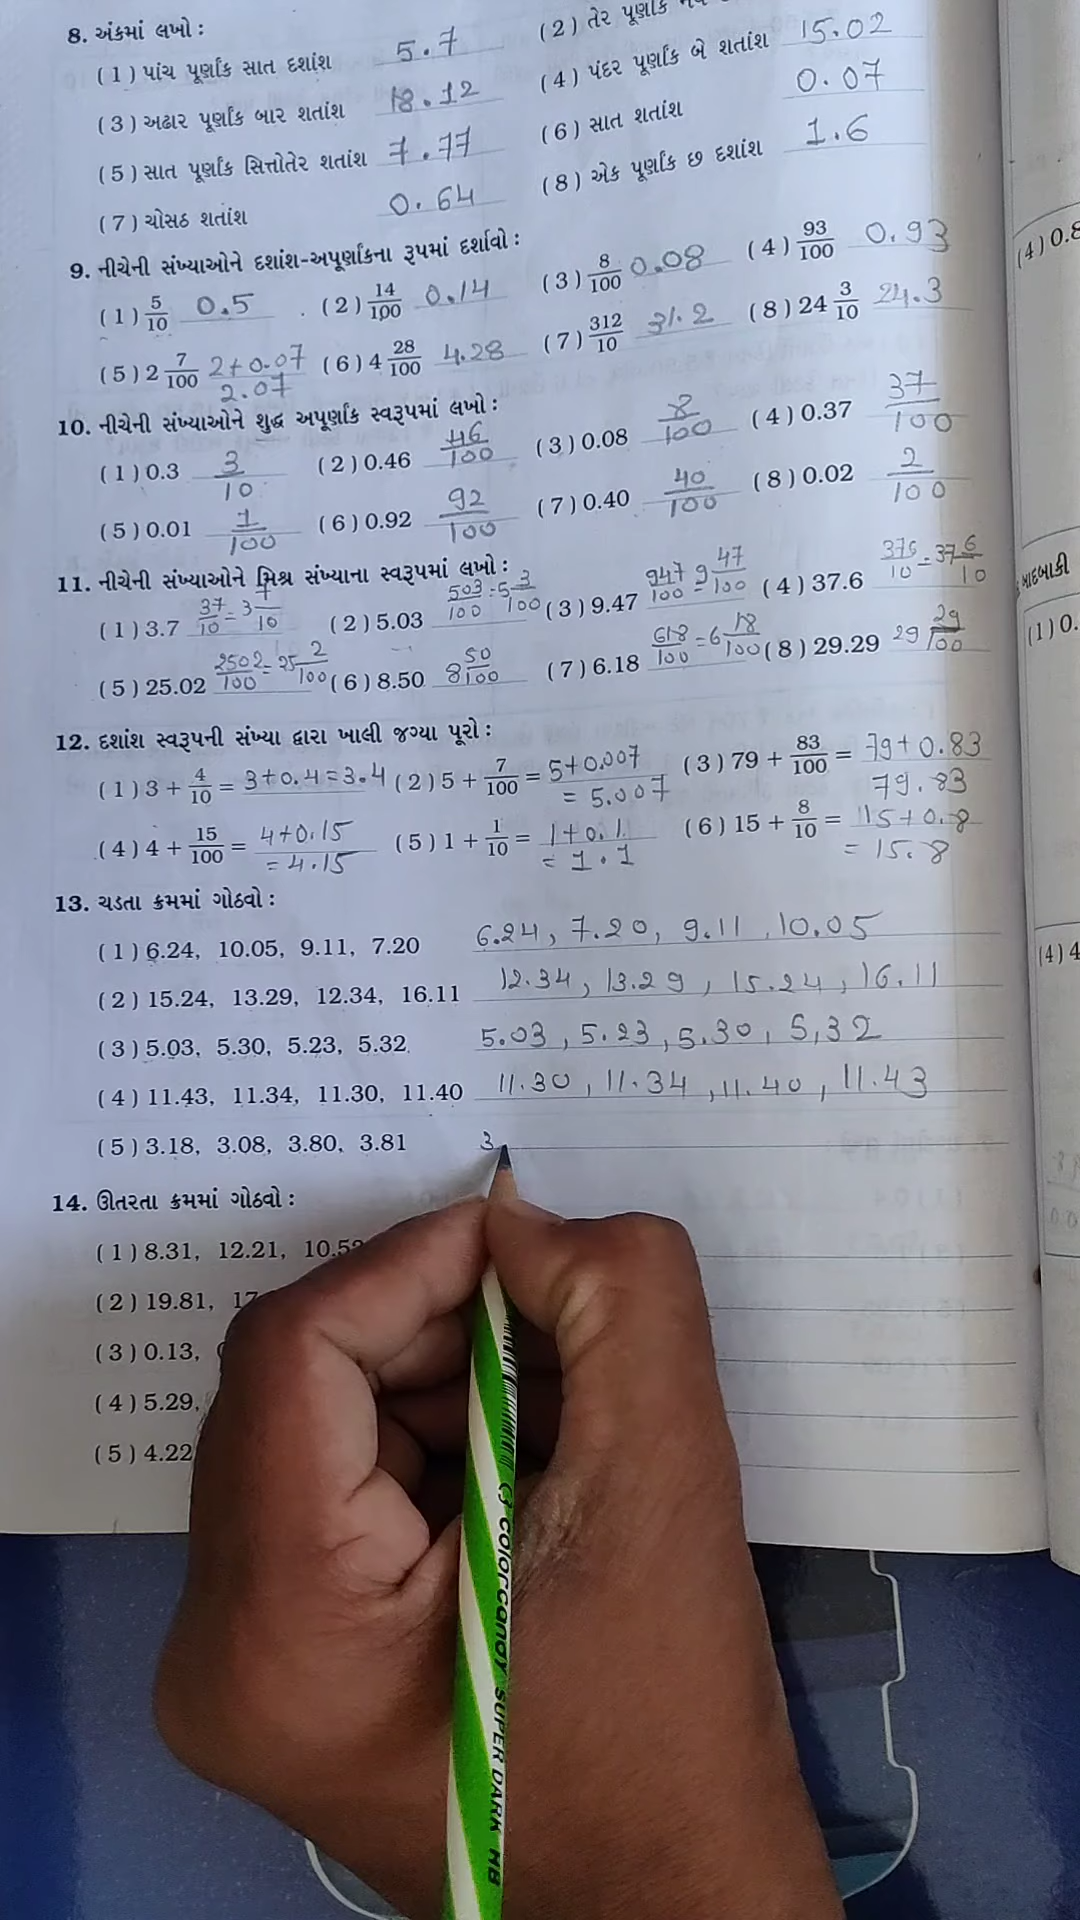 8. અંકમાં લખો :
(1) પાંચ પૂર્ણાંક સાત દશાંશ 5.7 (2) તેર પૂર્ણાંક
(3) અઢાર પૂર્ણાંક બાર શતાંશ 18.12 (4) પંદર પૂર્ણાંક બે શતાંશ 15.02
(5) સાત પૂર્ણાંક સિત્તોતેર શતાંશ 7.77 (6) સાત શતાંશ 0.07
(7) ચોસઠ શતાંશ 0.64 (8) એક પૂર્ણાંક છ દશાંશ 1.6
9. નીચેની સંખ્યાઓને દશાંશ-અપૂર્ણાંકના રૂપમાં દર્શાવો :
(1) 5/10 0.5 (2) 14/100 0.14 (3) 8/100 0.08 (4) 93/100 0.93
(5) 2 7/100 2+0.07 (6) 4 28/100 4.28 (7) 312/10 31.2 (8) 24 3/10 24.3
2.07
10. નીચેની સંખ્યાઓને શુદ્ધ અપૂર્ણાંક સ્વરૂપમાં લખો :
(1) 0.3 3/10 (2) 0.46 46/100 (3) 0.08 8/100 (4) 0.37 37/100
(5) 0.01 1/100 (6) 0.92 92/100 (7) 0.40 40/100 (8) 0.02 2/100
11. નીચેની સંખ્યાઓને મિશ્ર સંખ્યાના સ્વરૂપમાં લખો :
(1) 3.7 37/10 = 3 7/10 (2) 5.03 503/100 = 5 3/100 (3) 9.47 947/100 = 9 47/100 (4) 37.6 376/10 = 37 6/10
(5) 25.02 2502/100 = 25 2/100 (6) 8.50 8 50/100 (7) 6.18 618/100 = 6 18/100 (8) 29.29 29 29/100
12. દશાંશ સ્વરૂપની સંખ્યા દ્વારા ખાલી જગ્યા પૂરો :
(1) 3 + 4/10 = 3+0.4=3.4 (2) 5 + 7/100 = 5+0.007 (3) 79 + 83/100 = 79+0.83
= 5.007 79.83
(4) 4 + 15/100 = 4+0.15 (5) 1 + 1/10 = 1+0.1 (6) 15 + 8/10 = 15+0.8
= 4.15 = 1.1 = 15.8
13. ચડતા ક્રમમાં ગોઠવો :
(1) 6.24, 10.05, 9.11, 7.20 6.24, 7.20, 9.11, 10.05
(2) 15.24, 13.29, 12.34, 16.11 12.34, 13.29, 15.24, 16.11
(3) 5.03, 5.30, 5.23, 5.32 5.03, 5.23, 5.30, 5,32
(4) 11.43, 11.34, 11.30, 11.40 11.30, 11.34, 11.40, 11.43
(5) 3.18, 3.08, 3.80, 3.81 3.
14. ઊતરતા ક્રમમાં ગોઠવો :
(1) 8.31, 12.21, 10.52
(2) 19.81, 17
(3) 0.13,
(4) 5.29,
(5) 4.22
(4) 0.8
બાદબાકી
(1) 0.
(4) 4
colorcandy SUPER DARK HB